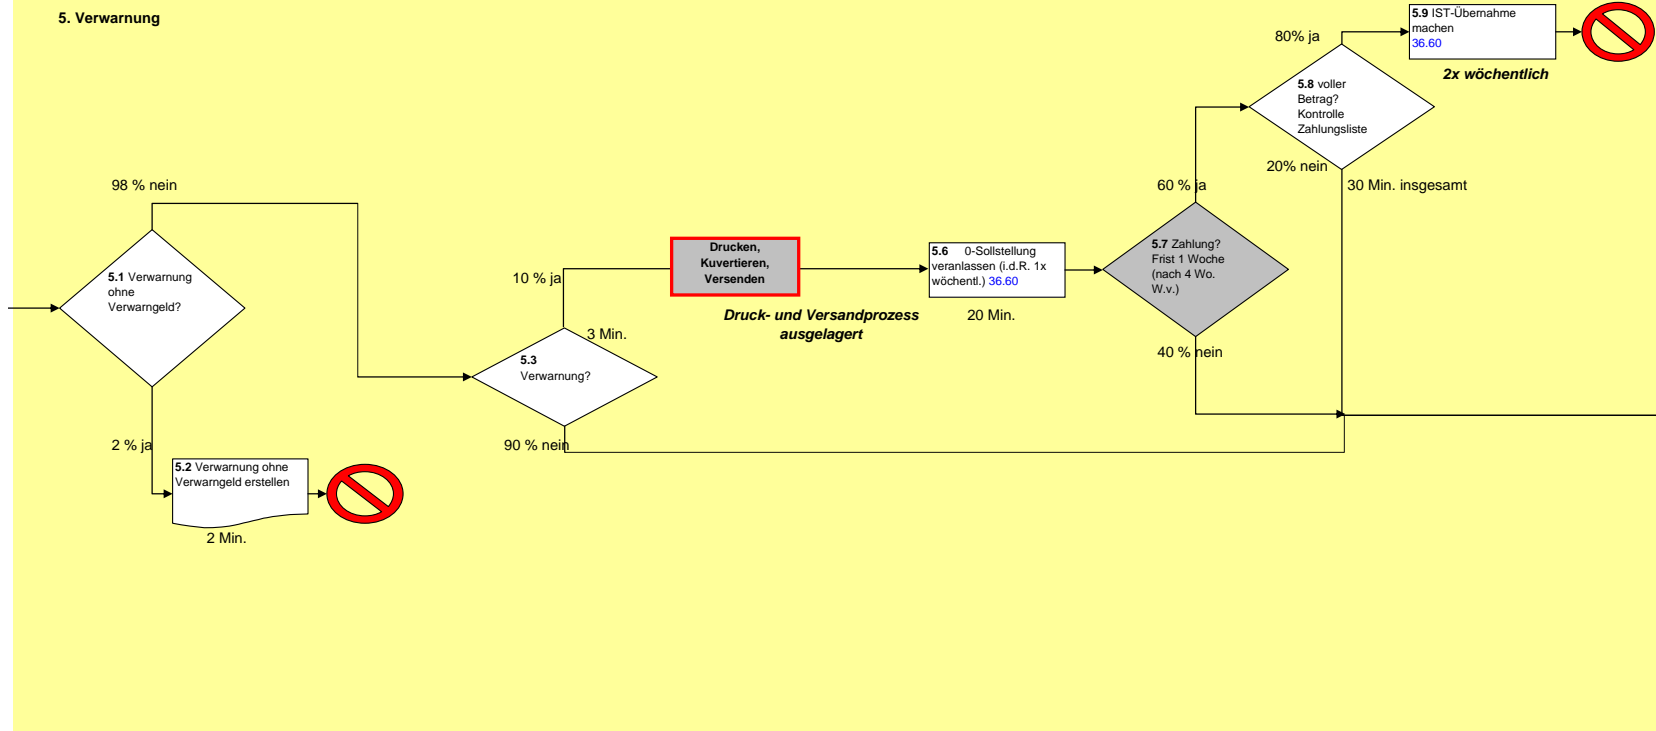 5. Verwarnung
5.9 IST-Übernahme
machen
36.60
2x wöchentlich
80% ja
5.8 voller
Betrag?
Kontrolle
Zahlungsliste
20% nein
30 Min. insgesamt
98 % nein
60 % ja
5.1 Verwarnung
ohne
Verwarngeld?
10 % ja
Drucken,
Kuvertieren,
Versenden
Druck- und Versandprozess
ausgelagert
5.6 0-Sollstellung
veranlassen (i.d.R. 1x
wöchentl.) 36.60
20 Min.
5.7 Zahlung?
Frist 1 Woche
(nach 4 Wo.
W.v.)
40 % nein
3 Min.
5.3
Verwarnung?
90 % nein
2 % ja
5.2 Verwarnung ohne
Verwarngeld erstellen
2 Min.